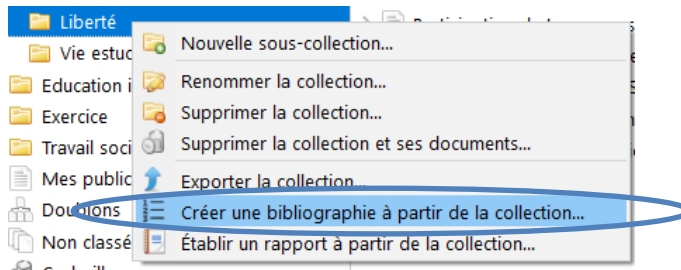 Liberté
Nouvelle sous-collection...
Vie estuc
Renommer la collection...
Education i
Supprimer la collection...
Exercice
Supprimer la collection et ses documents...
Travail soci
Exporter la collection...
Mes public
Créer une bibliographie à partir de la collection...
Doublons
Établir un rapport à partir de la collection...
Non classé